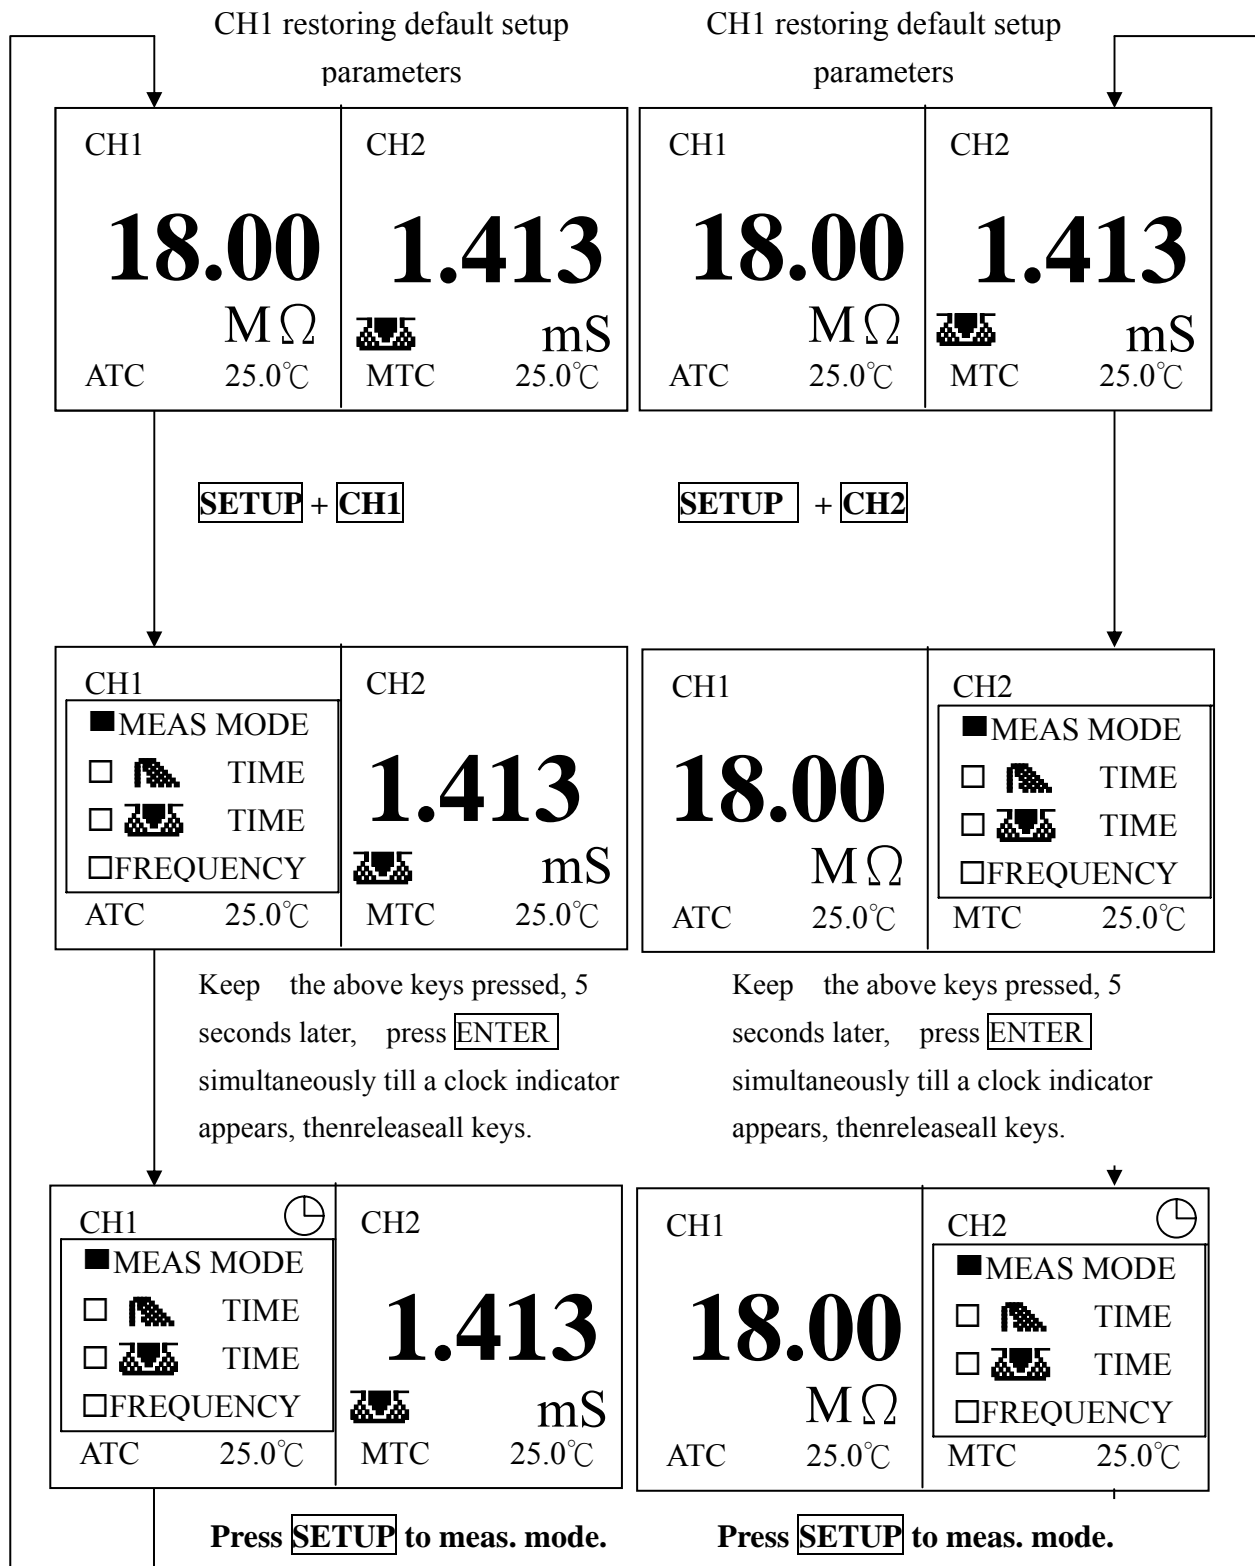 CH1 restoring default setup
parameters
CH1
18.00
MΩ
ATC 25.0℃
CH2
1.413
mS
MTC 25.0℃
SETUP + CH1
CH1
■MEAS MODE
□ TIME
□ TIME
□FREQUENCY
ATC 25.0℃
CH2
1.413
mS
MTC 25.0℃
Keep the above keys pressed, 5
seconds later, press ENTER
simultaneously till a clock indicator
appears, thenreleaseall keys.
CH1
■MEAS MODE
□ TIME
□ TIME
□FREQUENCY
ATC 25.0℃
CH2
1.413
mS
MTC 25.0℃
Press SETUP to meas. mode.
CH1 restoring default setup
parameters
CH1
18.00
MΩ
ATC 25.0℃
CH2
1.413
mS
MTC 25.0℃
SETUP + CH2
CH1
18.00
MΩ
ATC 25.0℃
CH2
■MEAS MODE
□ TIME
□ TIME
□FREQUENCY
MTC 25.0℃
Keep the above keys pressed, 5
seconds later, press ENTER
simultaneously till a clock indicator
appears, thenreleaseall keys.
CH1
18.00
MΩ
ATC 25.0℃
CH2
■MEAS MODE
□ TIME
□ TIME
□FREQUENCY
MTC 25.0℃
Press SETUP to meas. mode.